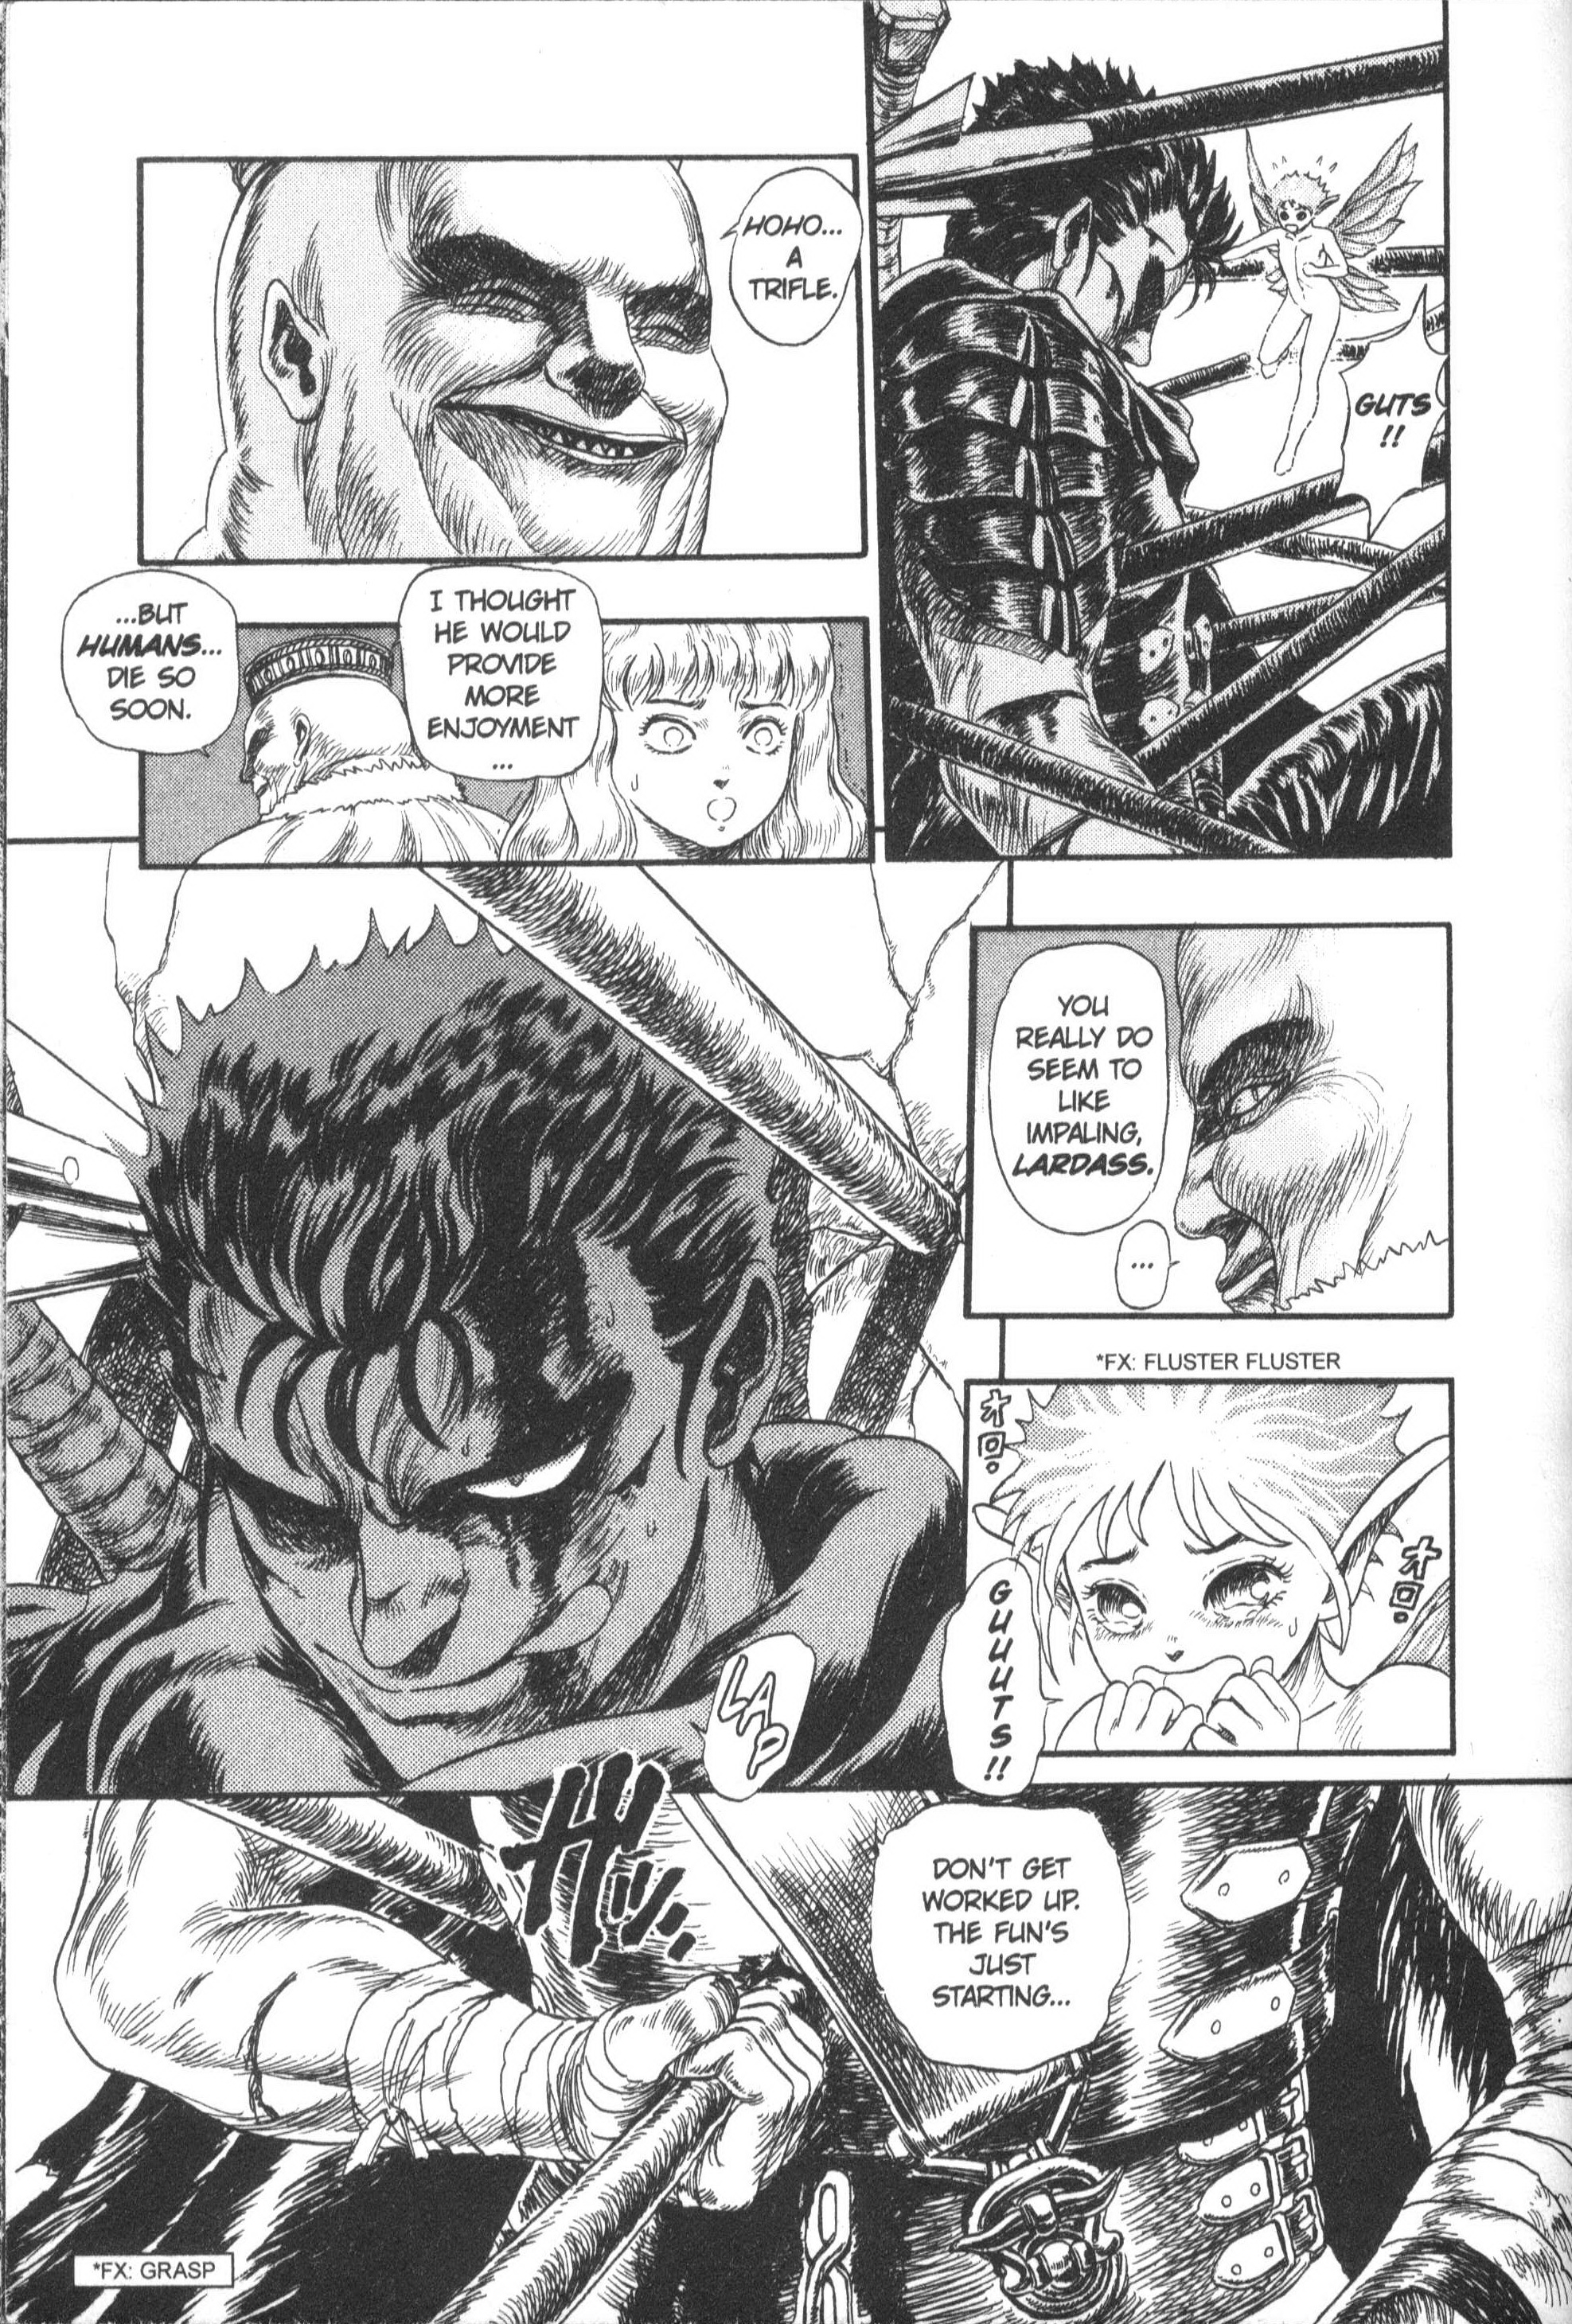 GUTS
!!
HOHO...
A
TRIFLE.
I THOUGHT
HE WOULD
PROVIDE
MORE
ENJOYMENT
...
...BUT
HUMANS...
DIE SO
SOON.
YOU
REALLY DO
SEEM TO
LIKE
IMPALING,
LARDASS.
...
*FX: FLUSTER FLUSTER
オロ
オロ
GUUUTS!!
LAP
ガッ
DON'T GET
WORKED UP.
THE FUN'S
JUST
STARTING...
*FX: GRASP